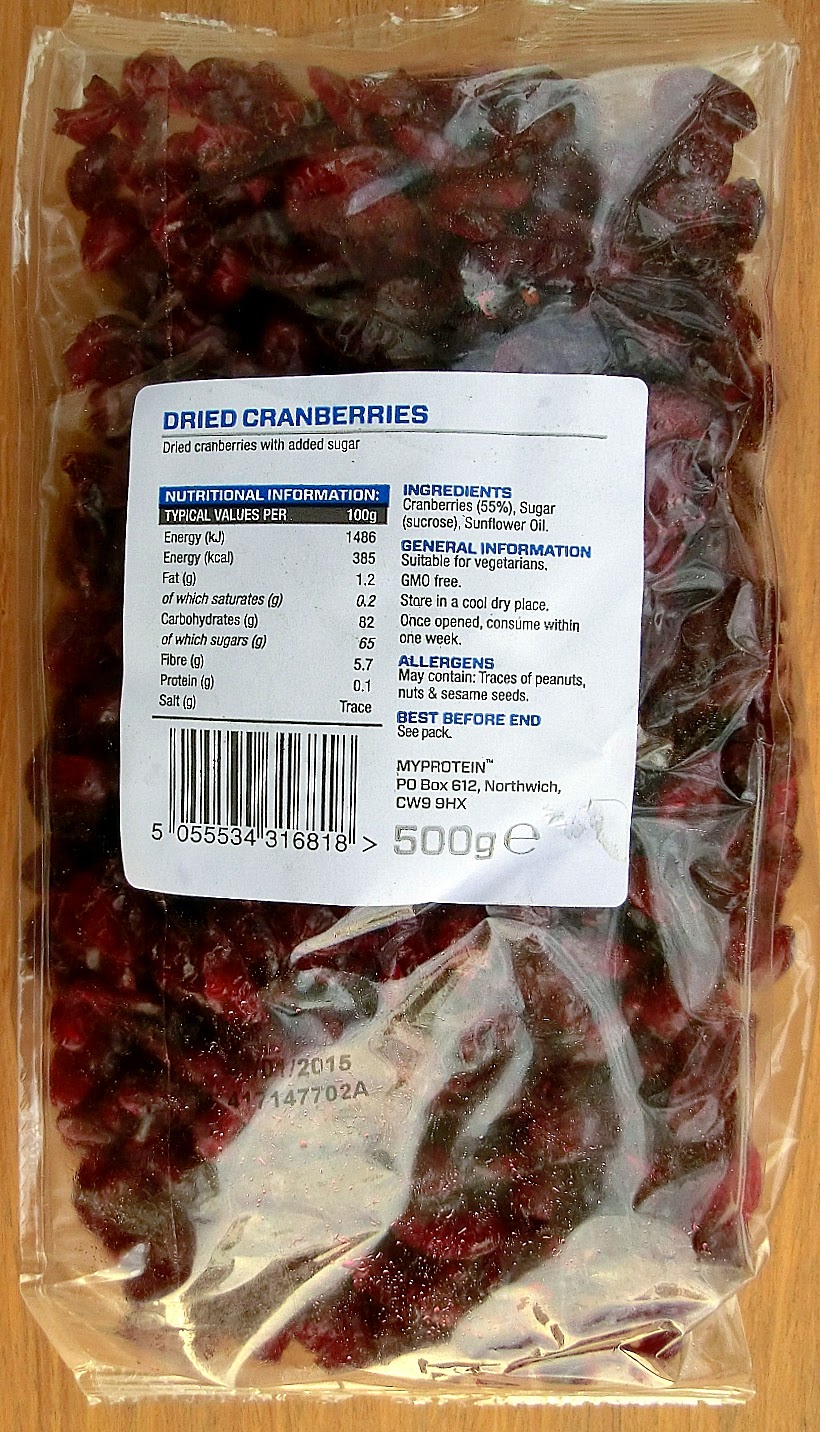 DRIED CRANBERRIES
Dried cranberries with added sugar
NUTRITIONAL INFORMATION:
TYPICAL VALUES PER 100g
Energy (kJ) 1486
Energy (kcal) 385
Fat (g) 1.2
of which saturates (g) 0.2
Carbohydrates (g) 82
of which sugars (g) 65
Fibre (g) 5.7
Protein (g) 0.1
Salt (g) Trace
INGREDIENTS
Cranberries (55%), Sugar
(sucrose), Sunflower Oil.
GENERAL INFORMATION
Suitable for vegetarians.
GMO free.
Store in a cool dry place.
Once opened, consume within
one week.
ALLERGENS
May contain: Traces of peanuts,
nuts & sesame seeds.
BEST BEFORE END
See pack.
MYPROTEIN™
PO Box 612, Northwich,
CW9 9HX
5 055534 316818 >
500g e
01/2015
417147702A